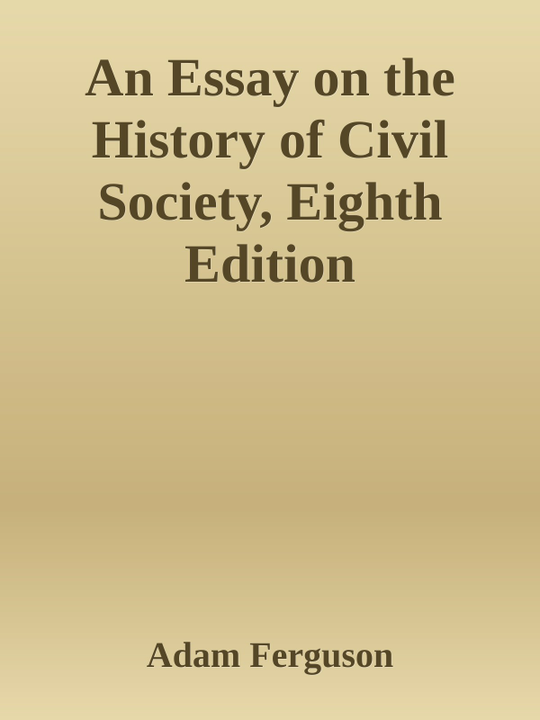 An Essay on the
History of Civil
Society, Eighth
Edition
Adam Ferguson